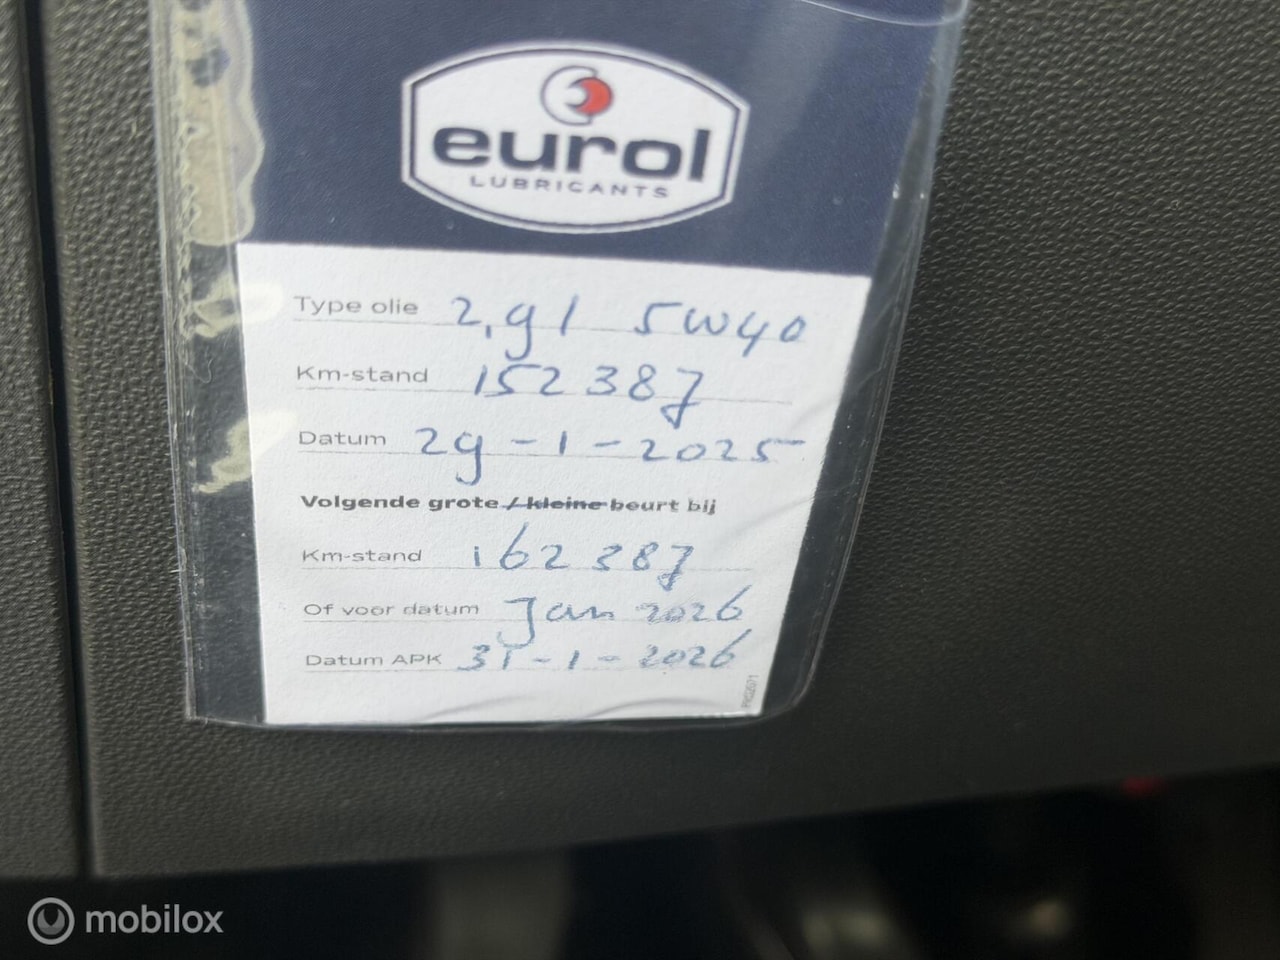 eurol
LUBRICANTS
Type olie 2,9l 5W40
Km-stand 152387
Datum 29-1-2025
Volgende grote / kleine beurt bij
Km-stand 162387
Of voor datum Jan 2026
Datum APK 31-1-2026
mobilox